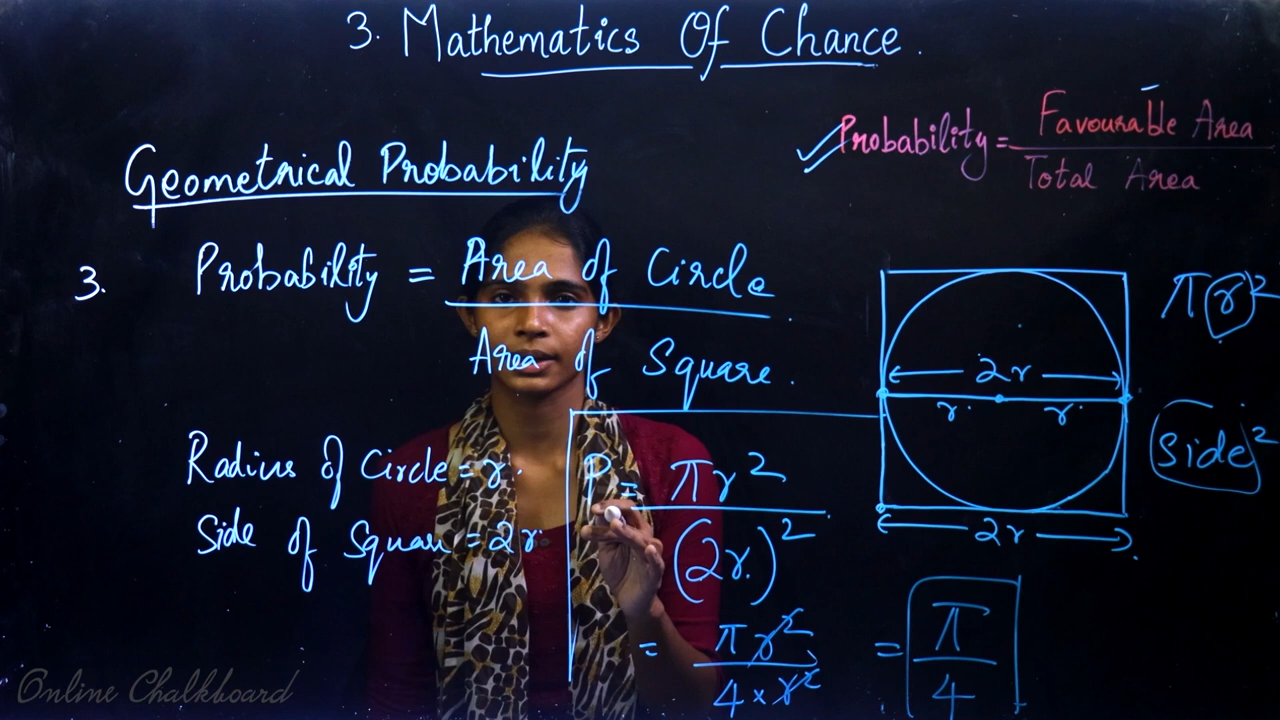 3. Mathematics Of Chance.
Probability = Favourable Area
Total Area
Geometrical Probability
3. Probability = Area of Circle.
Area of Square.
Radius of Circle = r.
Side of Square = 2r.
P = πr²
(2r.)²
= πr²
4 × r²
= π
4
2r
r. r.
2r
π(r)²
(Side)²
Online Chalkboard